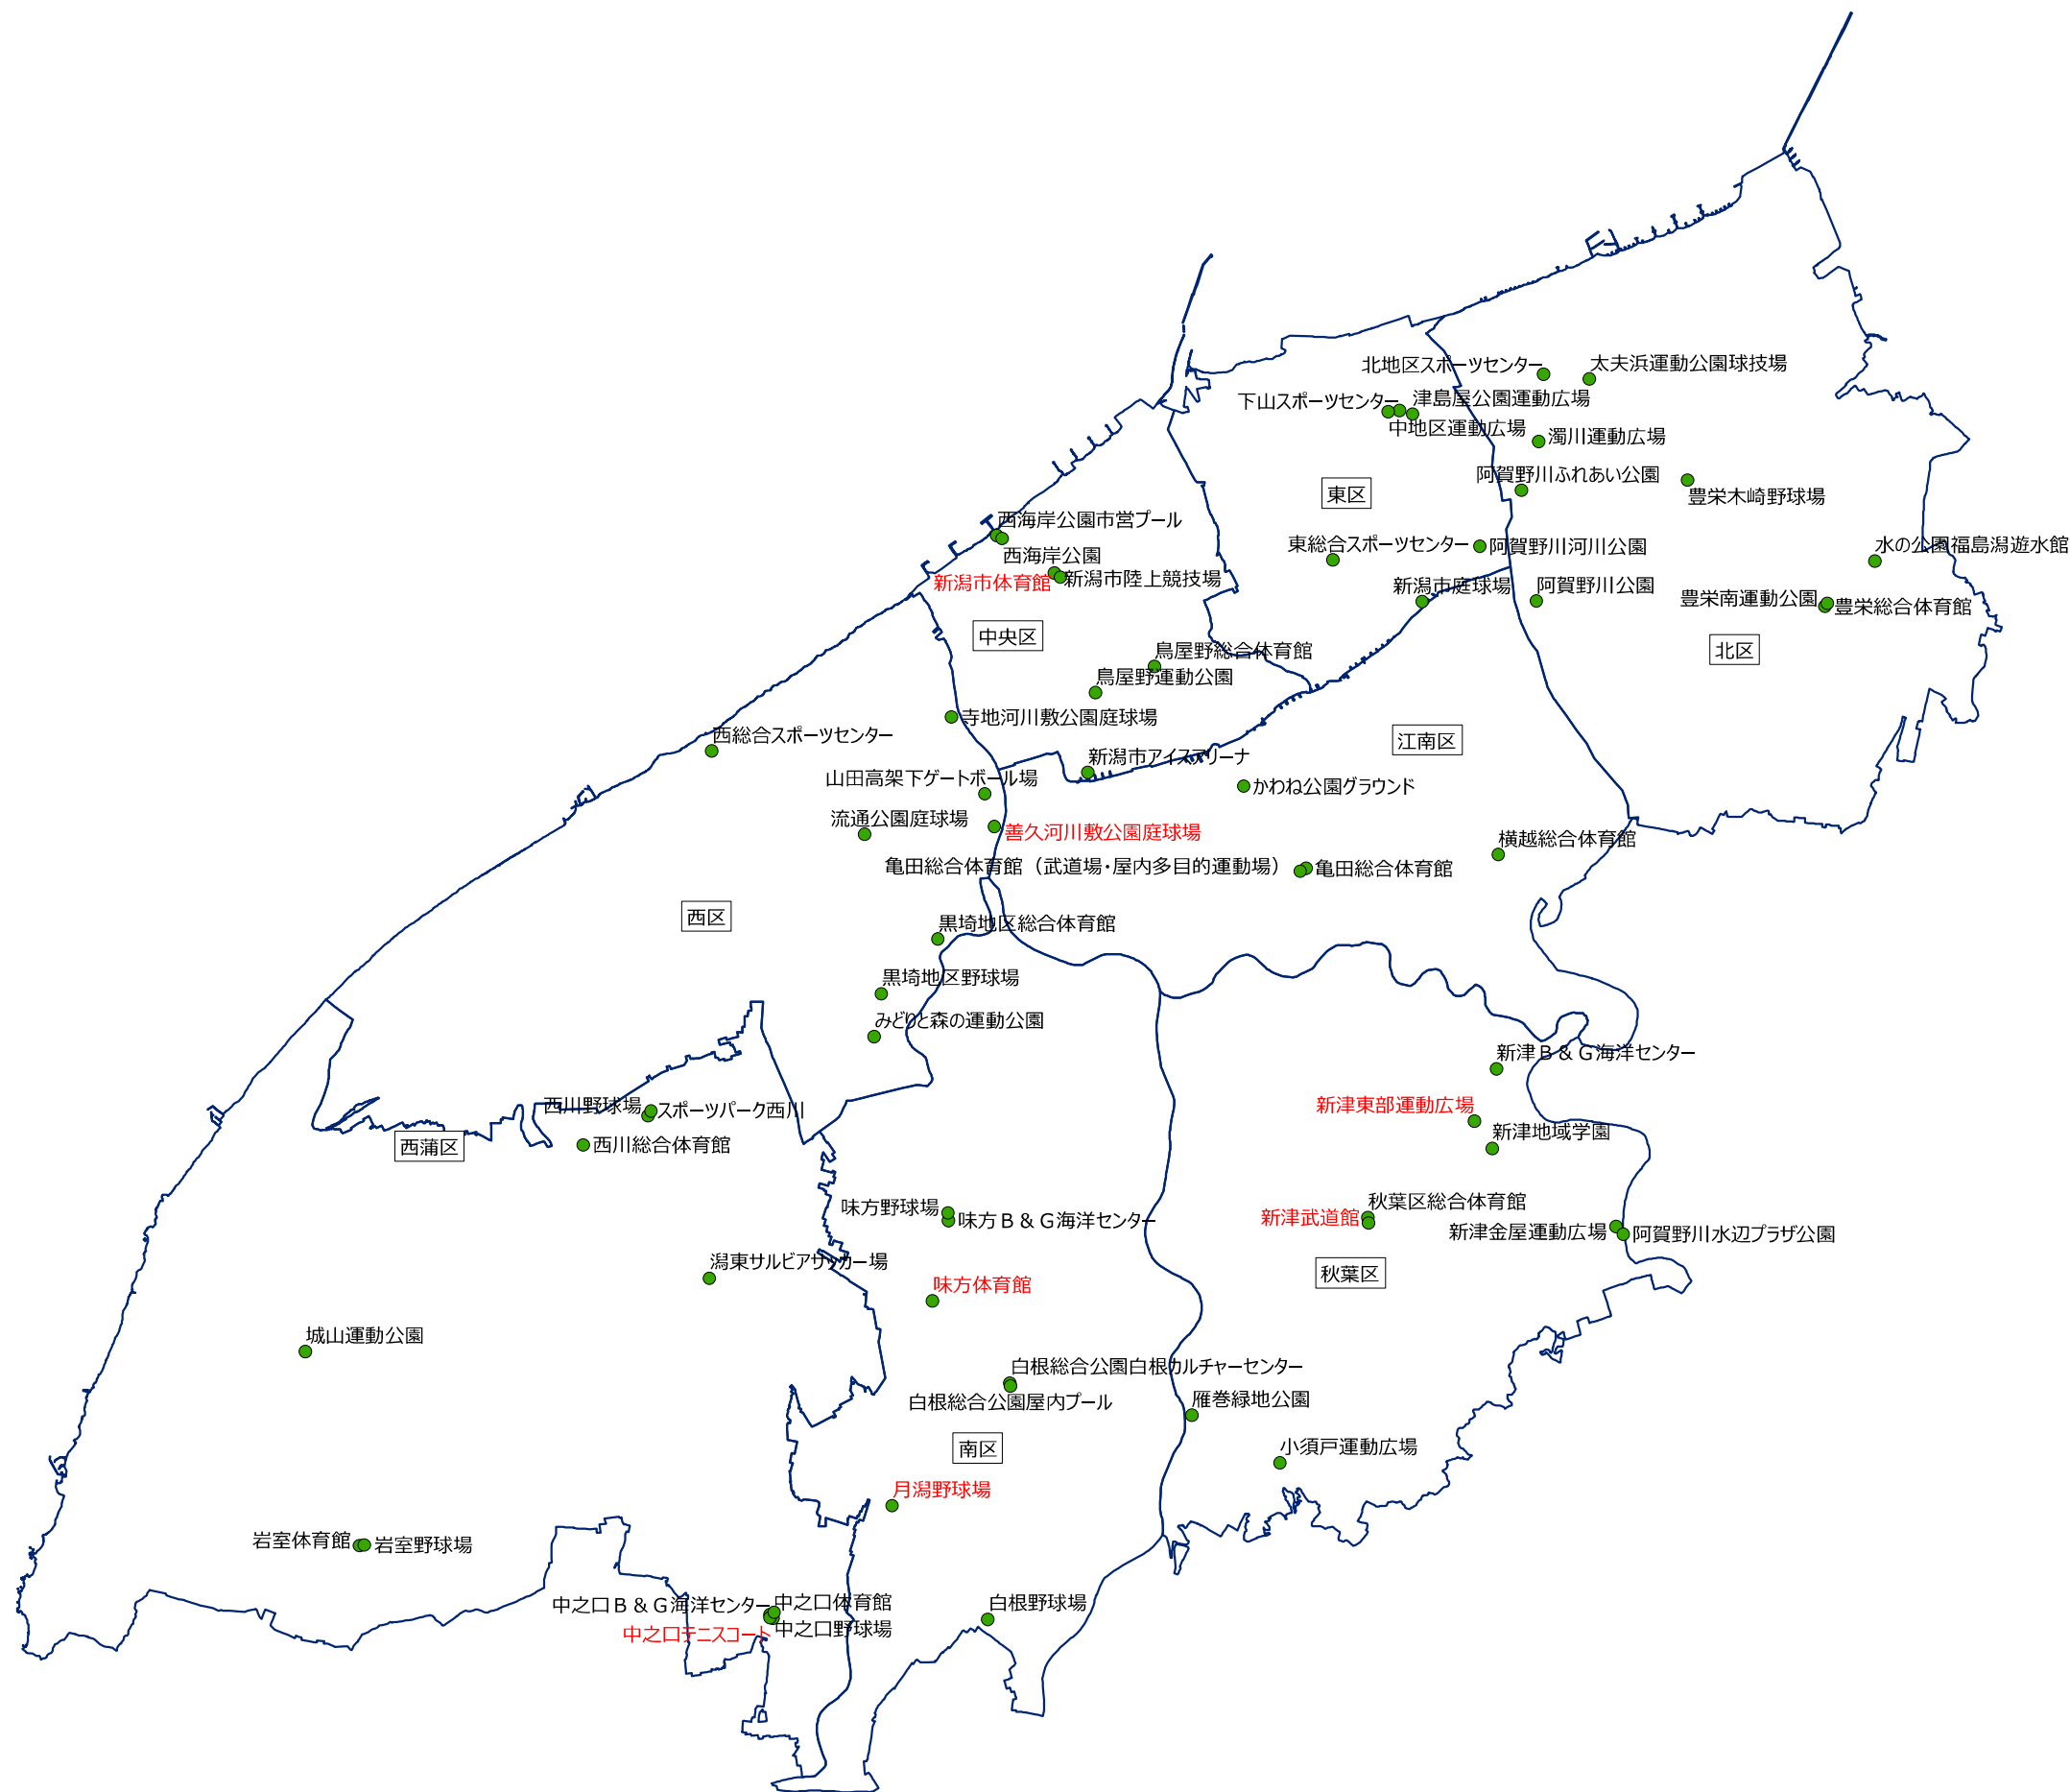 北地区スポーツセンター
太夫浜運動公園球技場
下山スポーツセンター
津島屋公園運動広場
中地区運動広場
濁川運動広場
阿賀野川ふれあい公園
東区
豊栄木崎野球場
西海岸公園市営プール
西海岸公園
東総合スポーツセンター
阿賀野川河川公園
水の公園福島潟遊水館
新潟市体育館
新潟市陸上競技場
新潟市庭球場
阿賀野川公園
豊栄南運動公園
豊栄総合体育館
中央区
北区
鳥屋野総合体育館
鳥屋野運動公園
寺地河川敷公園庭球場
西総合スポーツセンター
江南区
新潟市アイスアリーナ
山田高架下ゲートボール場
かわね公園グラウンド
流通公園庭球場
善久河川敷公園庭球場
横越総合体育館
亀田総合体育館（武道場・屋内多目的運動場）
亀田総合体育館
西区
黒埼地区総合体育館
黒埼地区野球場
みどりと森の運動公園
新津Ｂ＆Ｇ海洋センター
西川野球場
スポーツパーク西川
新津東部運動広場
西蒲区
西川総合体育館
新津地域学園
味方野球場
味方Ｂ＆Ｇ海洋センター
秋葉区総合体育館
新津武道館
新津金屋運動広場
阿賀野川水辺プラザ公園
潟東サルビアサッカー場
秋葉区
味方体育館
城山運動公園
白根総合公園白根カルチャーセンター
白根総合公園屋内プール
雁巻緑地公園
南区
小須戸運動広場
月潟野球場
岩室体育館
岩室野球場
中之口Ｂ＆Ｇ海洋センター
中之口体育館
中之口テニスコート
中之口野球場
白根野球場